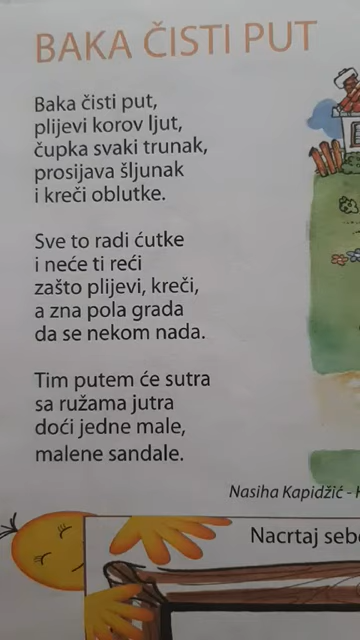 BAKA ČISTI PUT
Baka čisti put,
plijevi korov ljut,
čupka svaki trunak,
prosijava šljunak
i kreči oblutke.
Sve to radi ćutke
i neće ti reći
zašto plijevi, kreči,
a zna pola grada
da se nekom nada.
Tim putem će sutra
sa ružama jutra
doći jedne male,
malene sandale.
Nasiha Kapidžić -
Nacrtaj